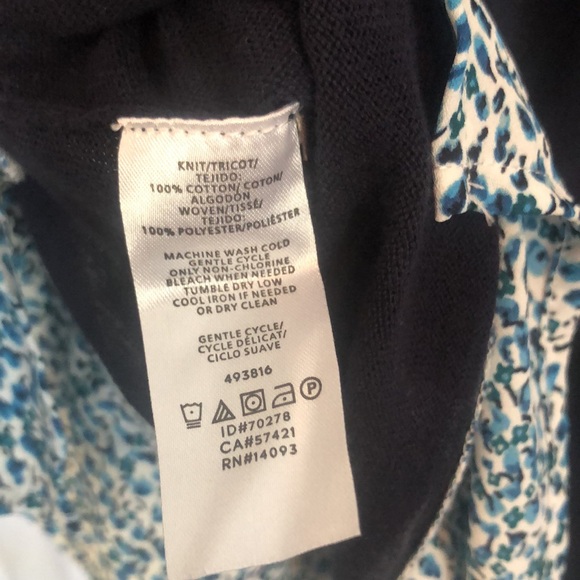 KNIT/TRICOT/
TEJIDO:
100% COTTON/ COTON/
ALGODÓN
WOVEN/TISSÉ/
TEJIDO:
100% POLYESTER/POLIÉSTER
MACHINE WASH COLD
GENTLE CYCLE
ONLY NON-CHLORINE
BLEACH WHEN NEEDED
TUMBLE DRY LOW
COOL IRON IF NEEDED
OR DRY CLEAN
GENTLE CYCLE/
CYCLE DÉLICAT/
CICLO SUAVE
493816
P
ID#70278
CA#57421
RN#14093